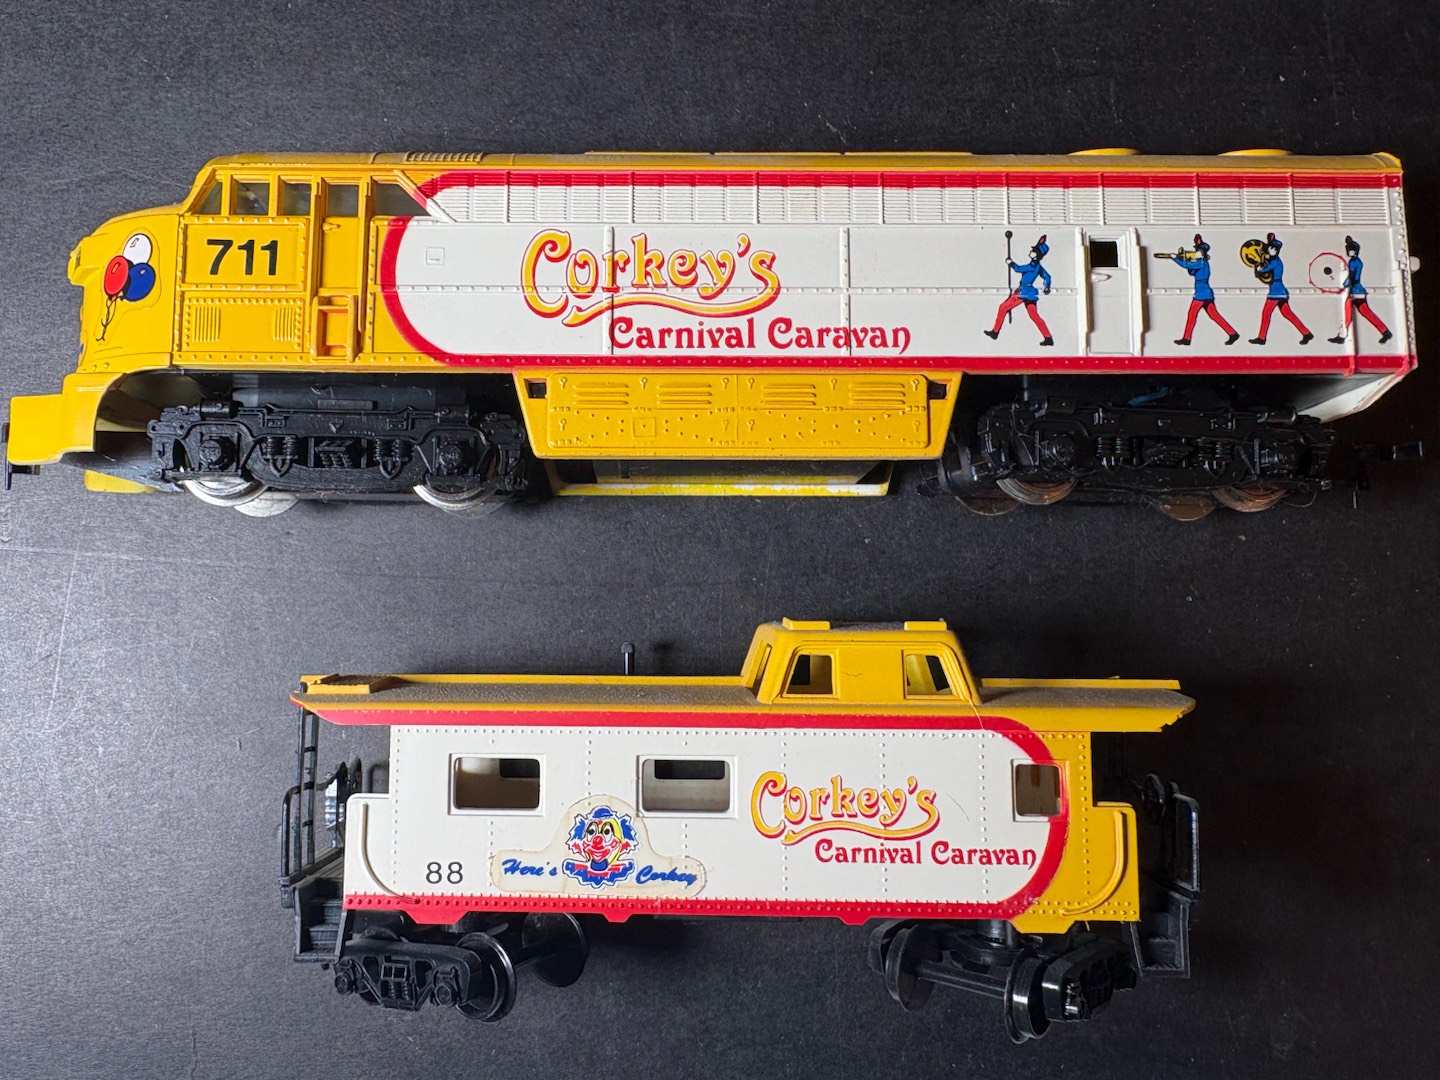 711
Corkey's
Carnival Caravan
Corkey's
Carnival Caravan
88
Here's Corkey